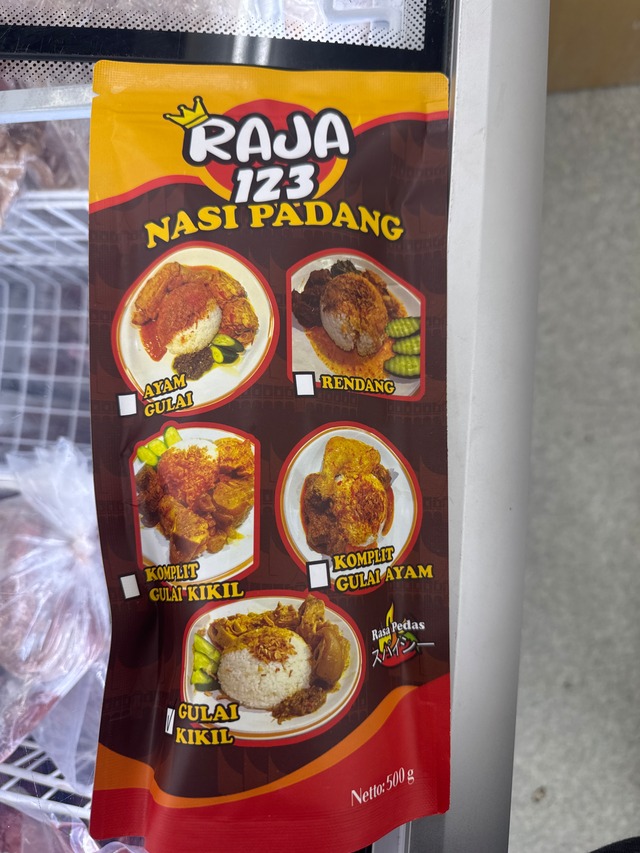 RAJA
123
NASI PADANG
AYAM
GULAI
RENDANG
KOMPLIT
GULAI KIKIL
KOMPLIT
GULAI AYAM
Rasa Pedas
スパイシー
GULAI
KIKIL
Netto: 500 g